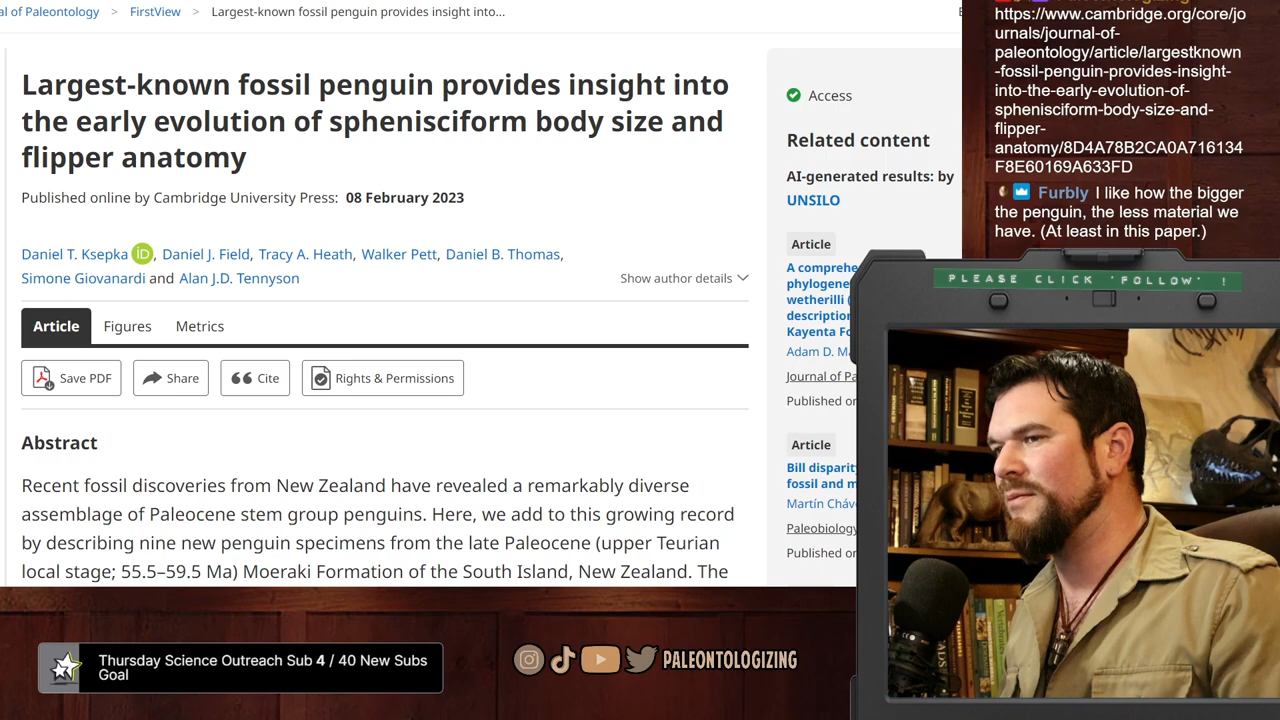 al of Paleontology > FirstView > Largest-known fossil penguin provides insight into...
Largest-known fossil penguin provides insight into
the early evolution of sphenisciform body size and
flipper anatomy
Published online by Cambridge University Press: 08 February 2023
Daniel T. Ksepka iD, Daniel J. Field, Tracy A. Heath, Walker Pett, Daniel B. Thomas,
Simone Giovanardi and Alan J.D. Tennyson
Show author details
Article Figures Metrics
Save PDF Share Cite Rights & Permissions
Abstract
Recent fossil discoveries from New Zealand have revealed a remarkably diverse
assemblage of Paleocene stem group penguins. Here, we add to this growing record
by describing nine new penguin specimens from the late Paleocene (upper Teurian
local stage; 55.5–59.5 Ma) Moeraki Formation of the South Island, New Zealand. The
Access
Related content
AI-generated results: by
UNSILO
Article
A comprehe
phylogene
wetherilli (
description
Kayenta Fo
Adam D. Ma
Journal of Pa
Published or
Article
Bill disparity
fossil and m
Martín Cháv
Paleobiology
Published on
https://www.cambridge.org/core/jo
urnals/journal-of-
paleontology/article/largestknown
-fossil-penguin-provides-insight-
into-the-early-evolution-of-
sphenisciform-body-size-and-
flipper-
anatomy/8D4A78B2CA0A716134
F8E60169A633FD
Furbly I like how the bigger
the penguin, the less material we
have. (At least in this paper.)
PLEASE CLICK 'FOLLOW' !
Thursday Science Outreach Sub 4 / 40 New Subs
Goal
PALEONTOLOGIZING